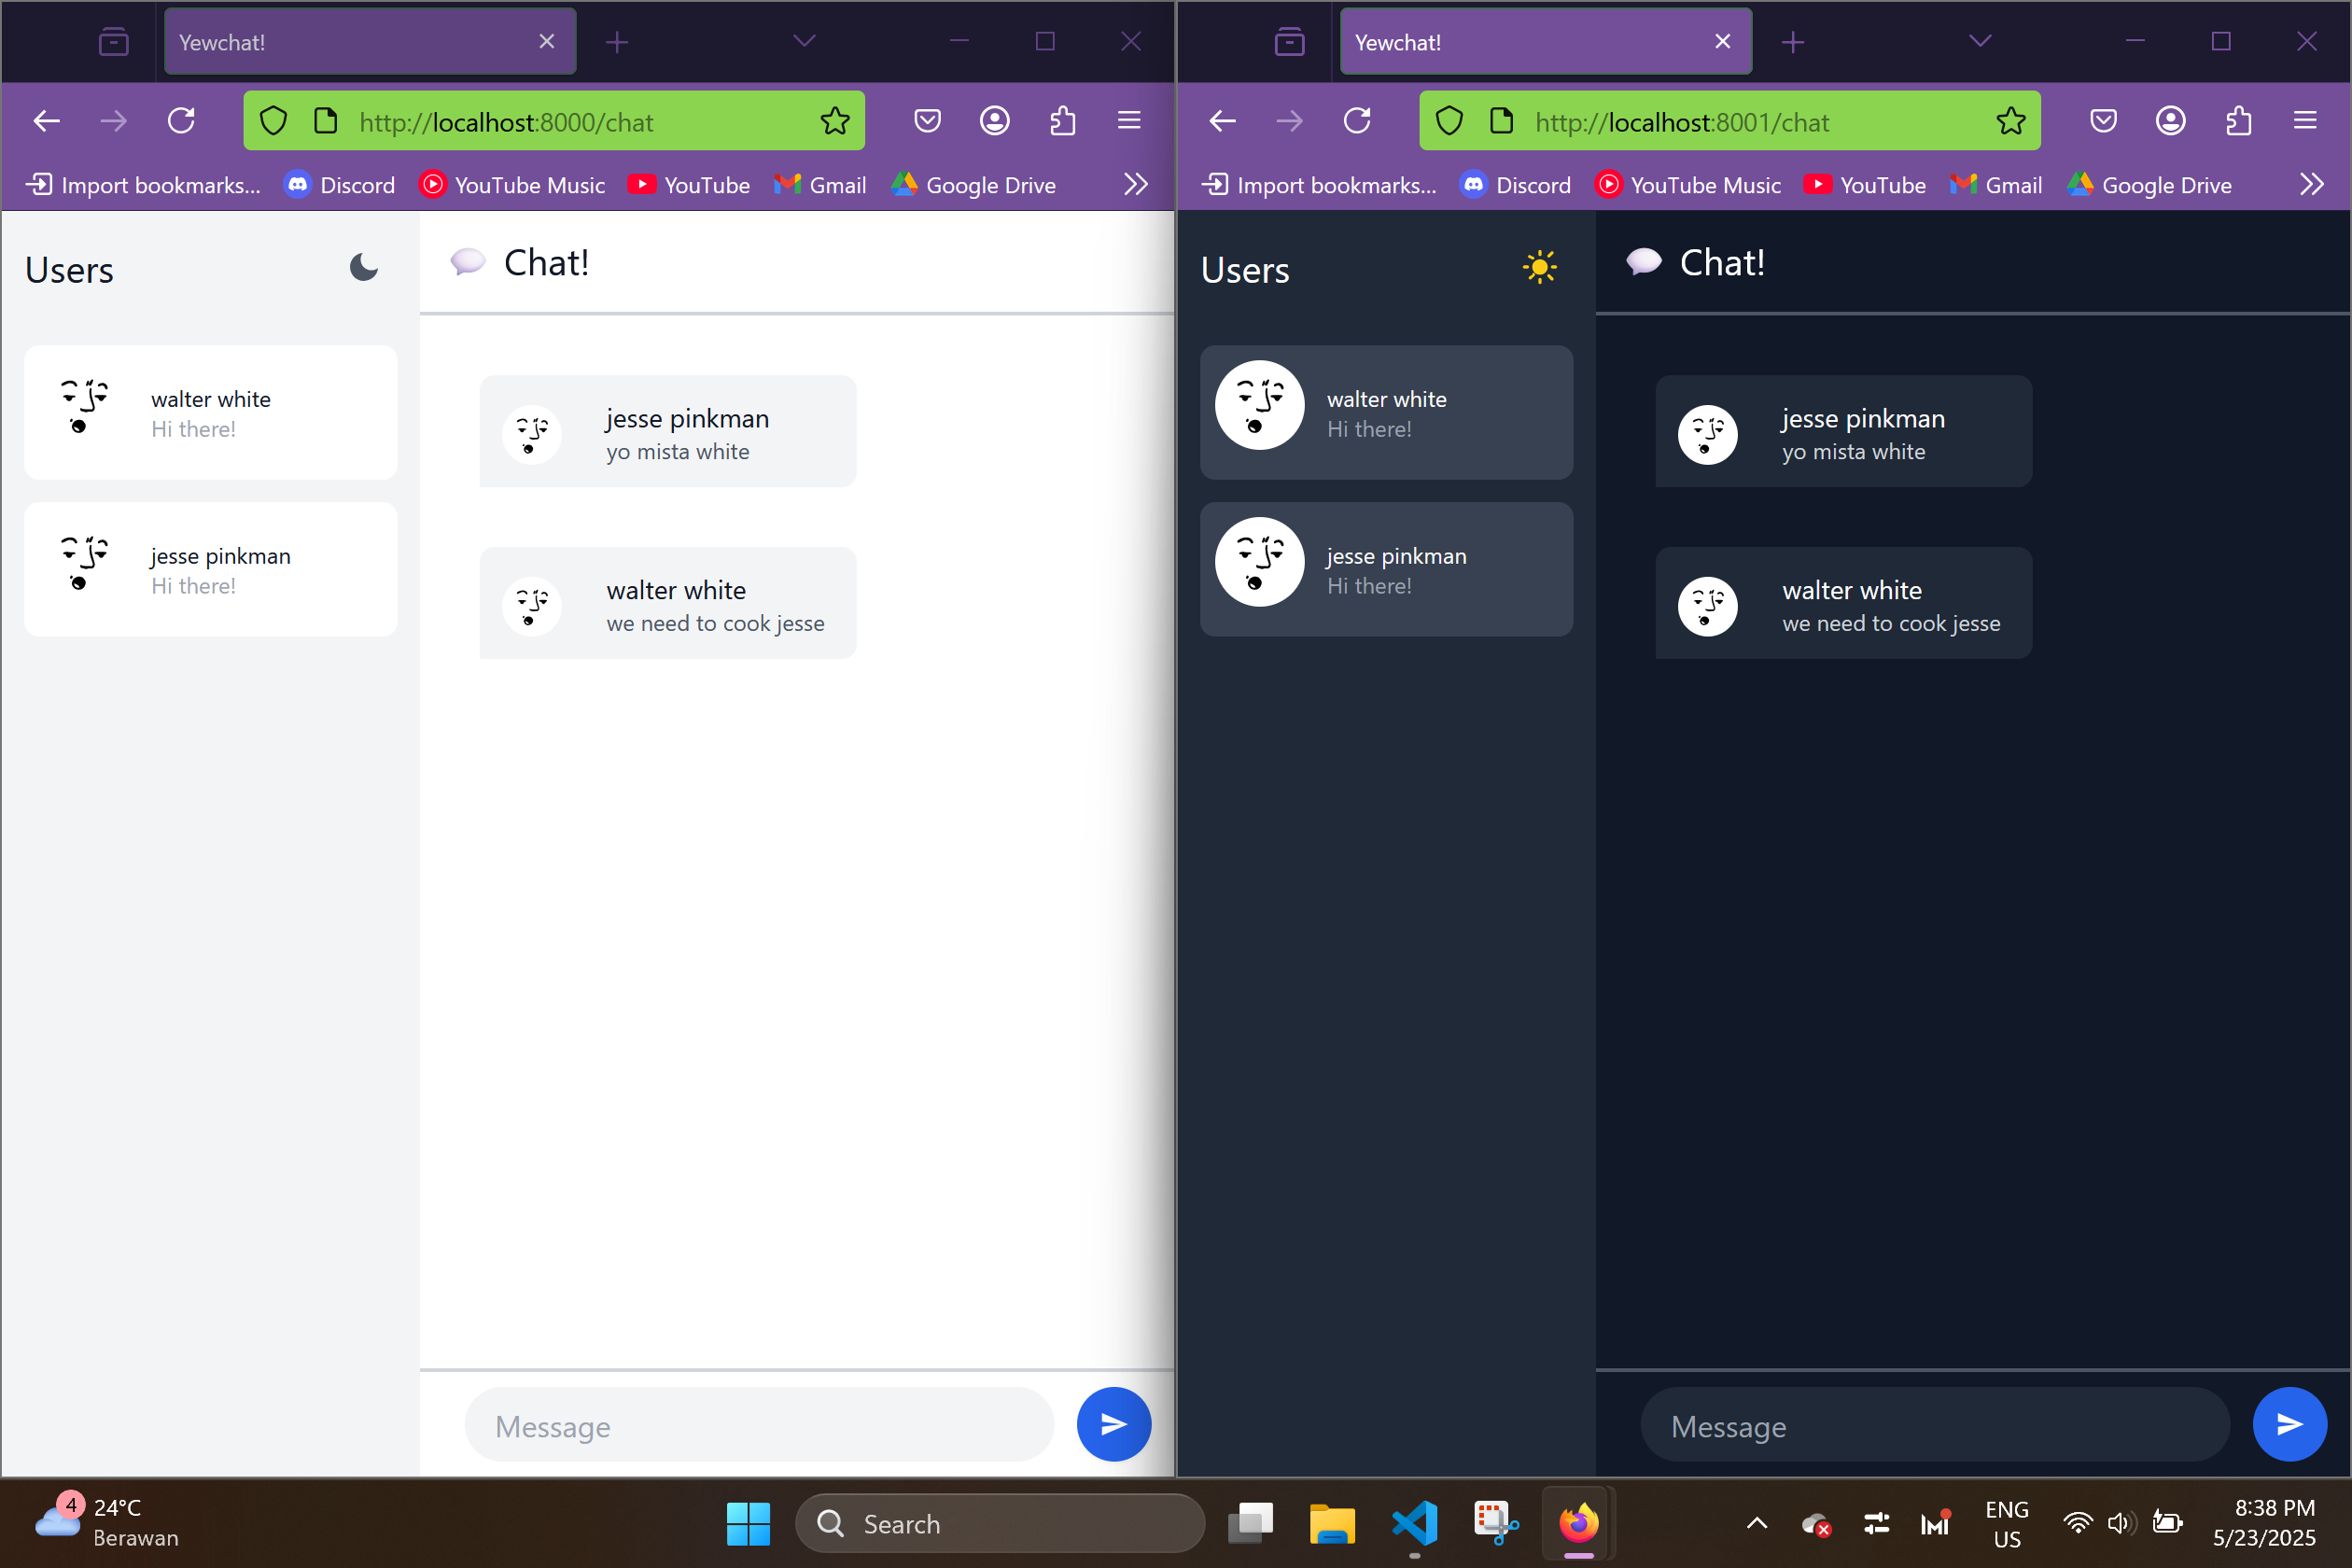 Yewchat!
http://localhost:8000/chat
Import bookmarks... Discord YouTube Music YouTube Gmail Google Drive
Users
walter white
Hi there!
jesse pinkman
Hi there!
Chat!
jesse pinkman
yo mista white
walter white
we need to cook jesse
Message
Yewchat!
http://localhost:8001/chat
Import bookmarks... Discord YouTube Music YouTube Gmail Google Drive
Users
walter white
Hi there!
jesse pinkman
Hi there!
Chat!
jesse pinkman
yo mista white
walter white
we need to cook jesse
Message
4
24°C
Berawan
Search
ENG
US
8:38 PM
5/23/2025